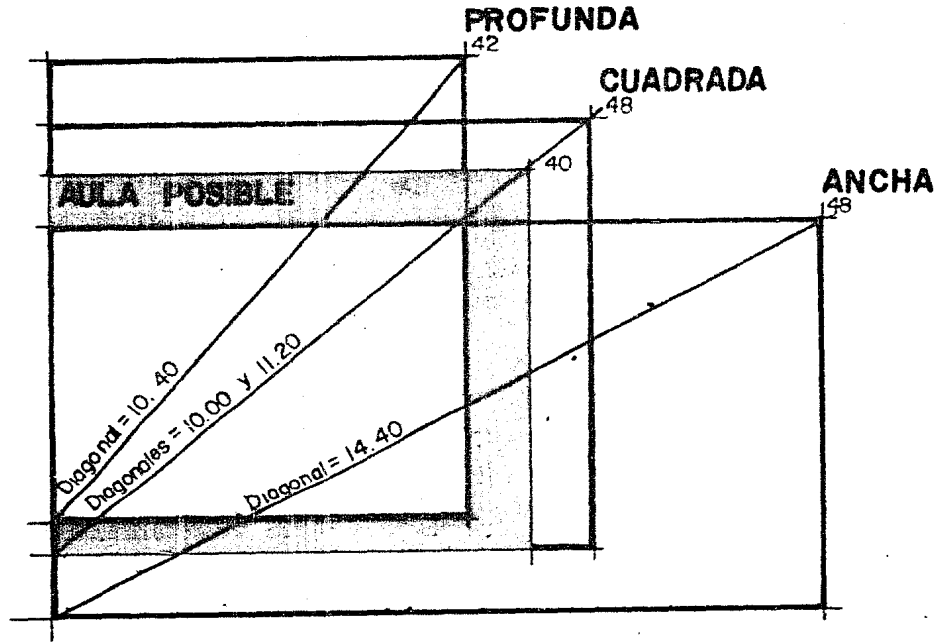 PROFUNDA
42
CUADRADA
48
40
AULA POSIBLE
ANCHA
48
Diagonal = 10.40
Diagonales = 10.00 y 11.20
Diagonal = 14.40